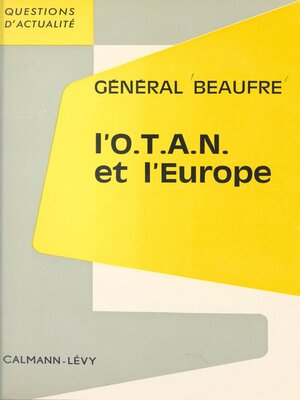 QUESTIONS
D'ACTUALITÉ
GÉNÉRAL BEAUFRE
l'O.T.A.N.
et l'Europe
CALMANN-LÉVY